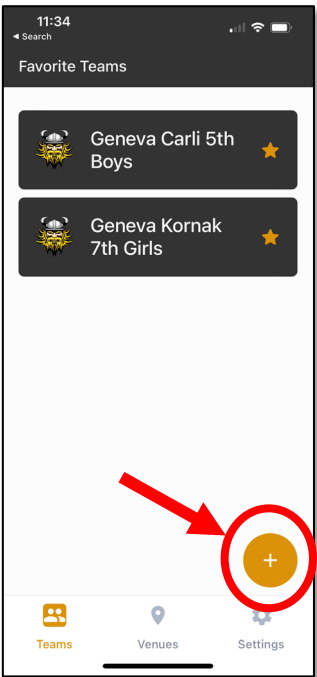 11:34
◀ Search
Favorite Teams
Geneva Carli 5th
Boys
Geneva Kornak
7th Girls
+
Teams
Venues
Settings